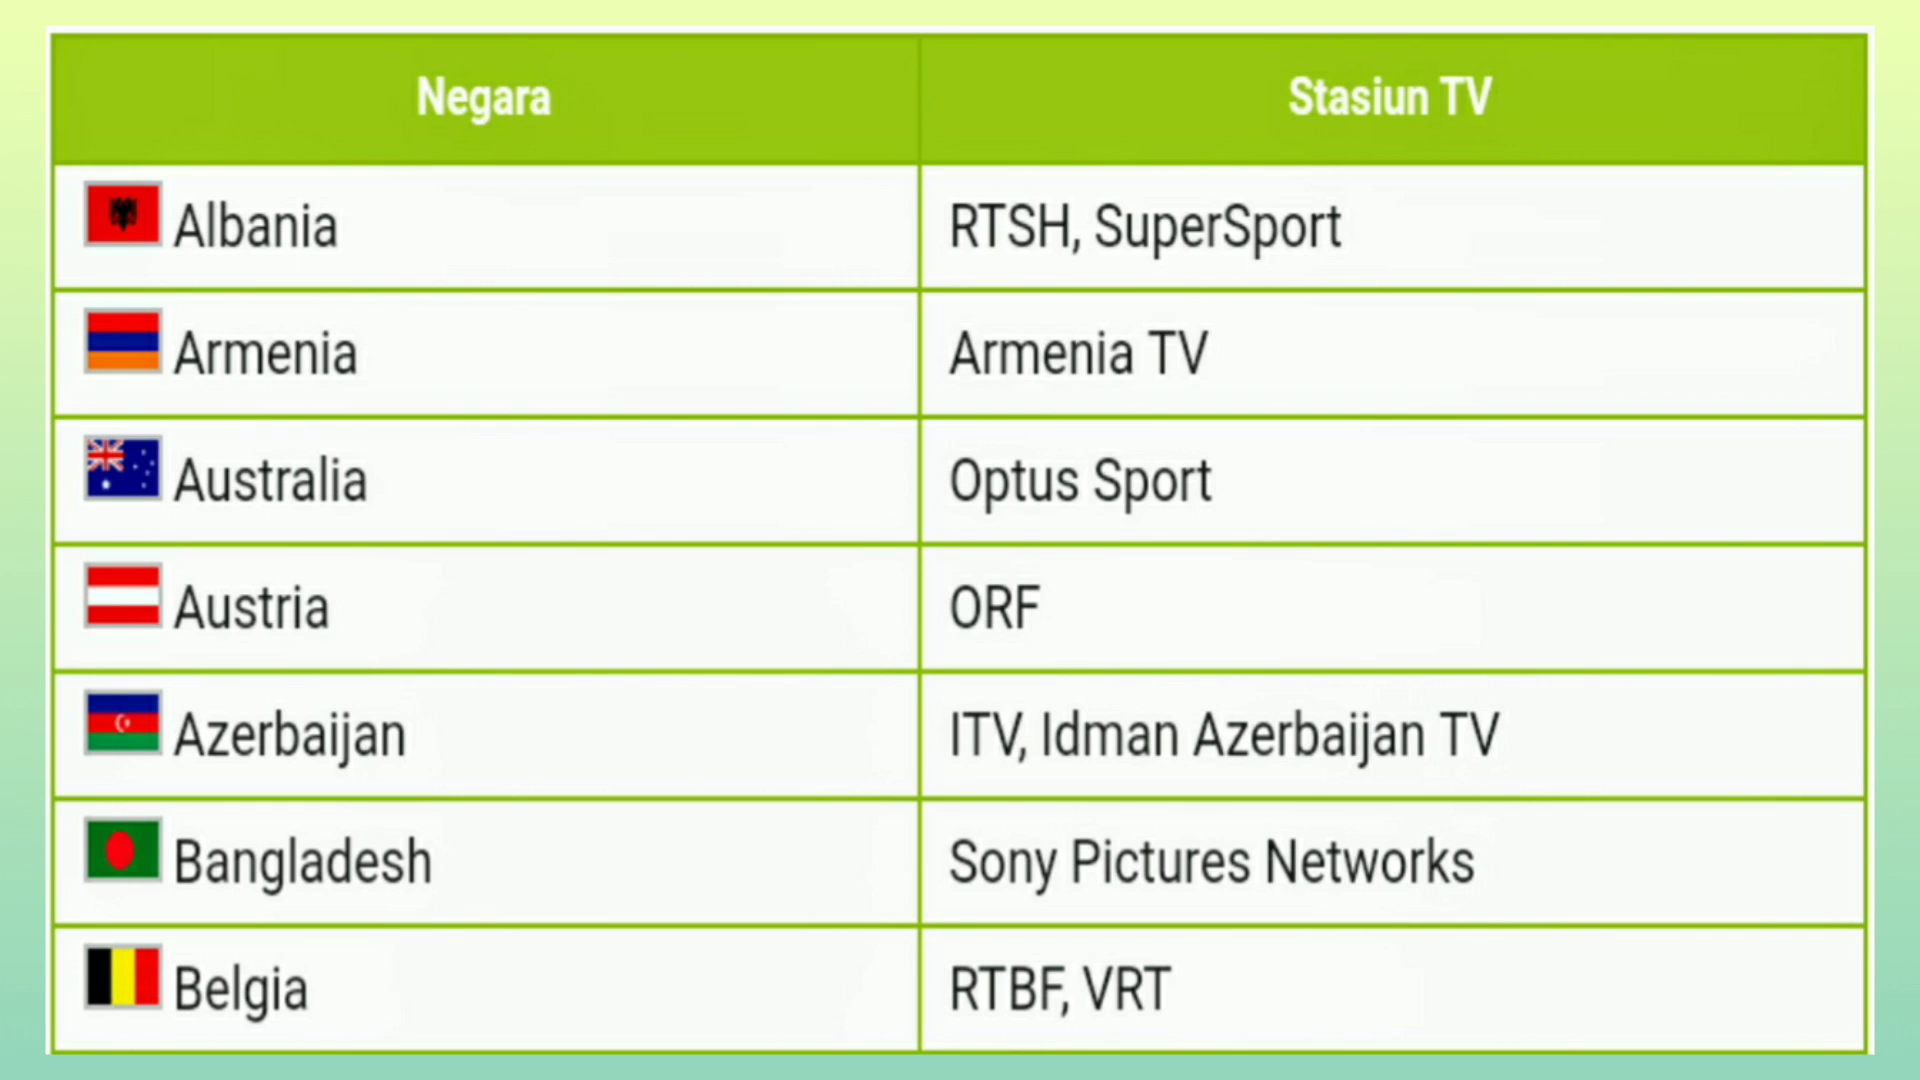 Negara Stasiun TV
Albania RTSH, SuperSport
Armenia Armenia TV
Australia Optus Sport
Austria ORF
Azerbaijan ITV, Idman Azerbaijan TV
Bangladesh Sony Pictures Networks
Belgia RTBF, VRT